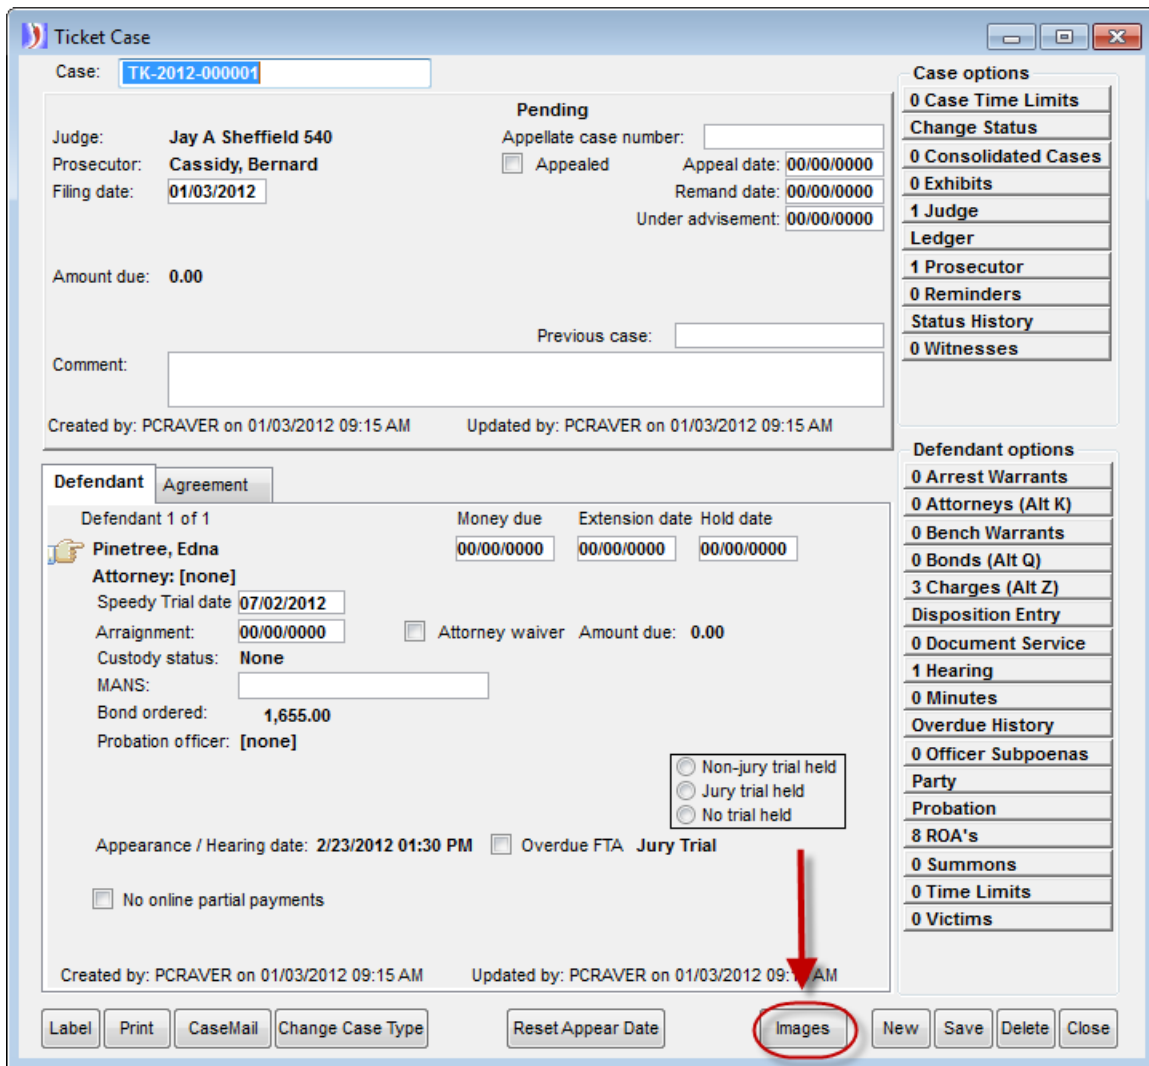 Ticket Case
Case: TK-2012-000001
Pending
Judge: Jay A Sheffield 540 Appellate case number:
Prosecutor: Cassidy, Bernard Appealed Appeal date: 00/00/0000
Filing date: 01/03/2012 Remand date: 00/00/0000
Under advisement: 00/00/0000
Amount due: 0.00
Previous case:
Comment:
Created by: PCRAVER on 01/03/2012 09:15 AM Updated by: PCRAVER on 01/03/2012 09:15 AM
Case options
0 Case Time Limits
Change Status
0 Consolidated Cases
0 Exhibits
1 Judge
Ledger
1 Prosecutor
0 Reminders
Status History
0 Witnesses
Defendant Agreement
Defendant 1 of 1 Money due Extension date Hold date
Pinetree, Edna 00/00/0000 00/00/0000 00/00/0000
Attorney: [none]
Speedy Trial date 07/02/2012
Arraignment: 00/00/0000 Attorney waiver Amount due: 0.00
Custody status: None
MANS:
Bond ordered: 1,655.00
Probation officer: [none]
Non-jury trial held
Jury trial held
No trial held
Appearance / Hearing date: 2/23/2012 01:30 PM Overdue FTA Jury Trial
No online partial payments
Created by: PCRAVER on 01/03/2012 09:15 AM Updated by: PCRAVER on 01/03/2012 AM
Defendant options
0 Arrest Warrants
0 Attorneys (Alt K)
0 Bench Warrants
0 Bonds (Alt Q)
3 Charges (Alt Z)
Disposition Entry
0 Document Service
1 Hearing
0 Minutes
Overdue History
0 Officer Subpoenas
Party
Probation
8 ROA's
0 Summons
0 Time Limits
0 Victims
Label Print CaseMail Change Case Type Reset Appear Date Images New Save Delete Close